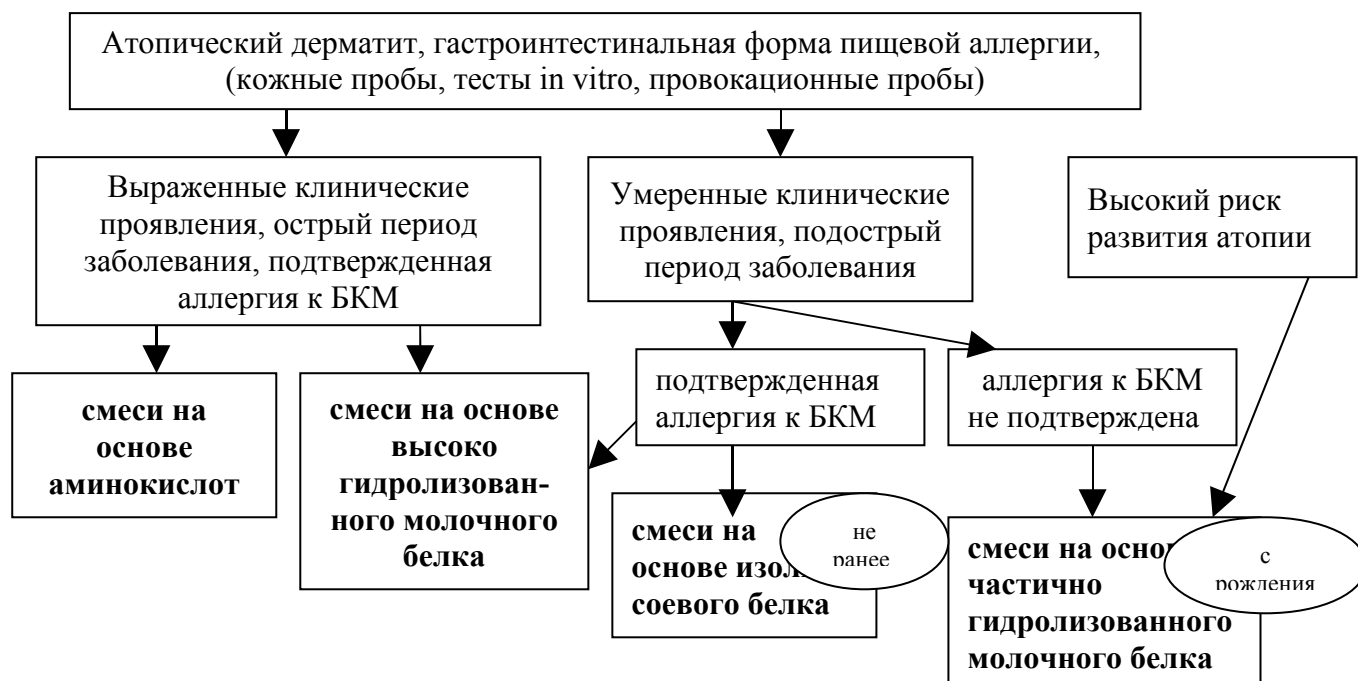 Атопический дерматит, гастроинтестинальная форма пищевой аллергии,
(кожные пробы, тесты in vitro, провокационные пробы)
Выраженные клинические
проявления, острый период
заболевания, подтвержденная
аллергия к БКМ
Умеренные клинические
проявления, подострый
период заболевания
Высокий риск
развития атопии
подтвержденная
аллергия к БКМ
аллергия к БКМ
не подтверждена
смеси на
основе
аминокислот
смеси на основе
высоко
гидролизован-
ного молочного
белка
смеси на
основе
соевого белка
не
ранее
смеси на
частично
гидролизованного
молочного белка
с
рождения